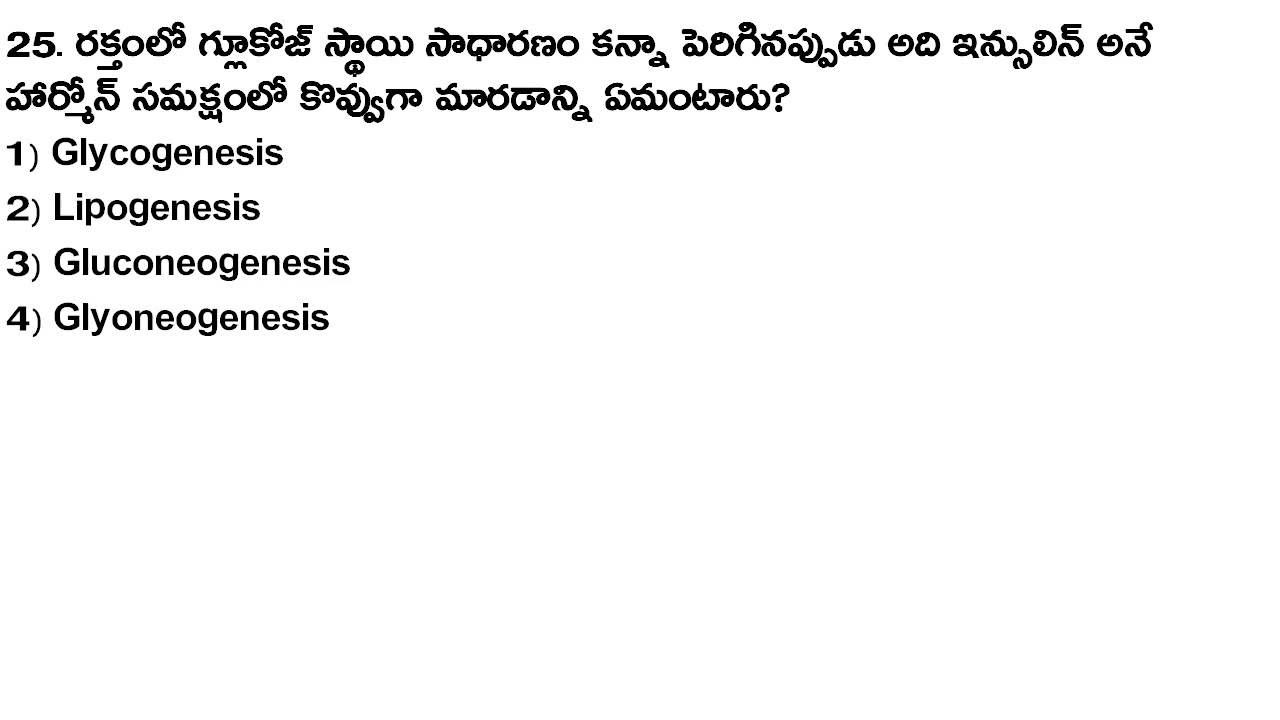 25. రక్తంలో గ్లూకోజ్ స్థాయి సాధారణం కన్నా పెరిగినప్పుడు అది ఇన్సులిన్ అనే
హార్మోన్ సమక్షంలో కొవ్వుగా మారడాన్ని ఏమంటారు?
1) Glycogenesis
2) Lipogenesis
3) Gluconeogenesis
4) Glyoneogenesis